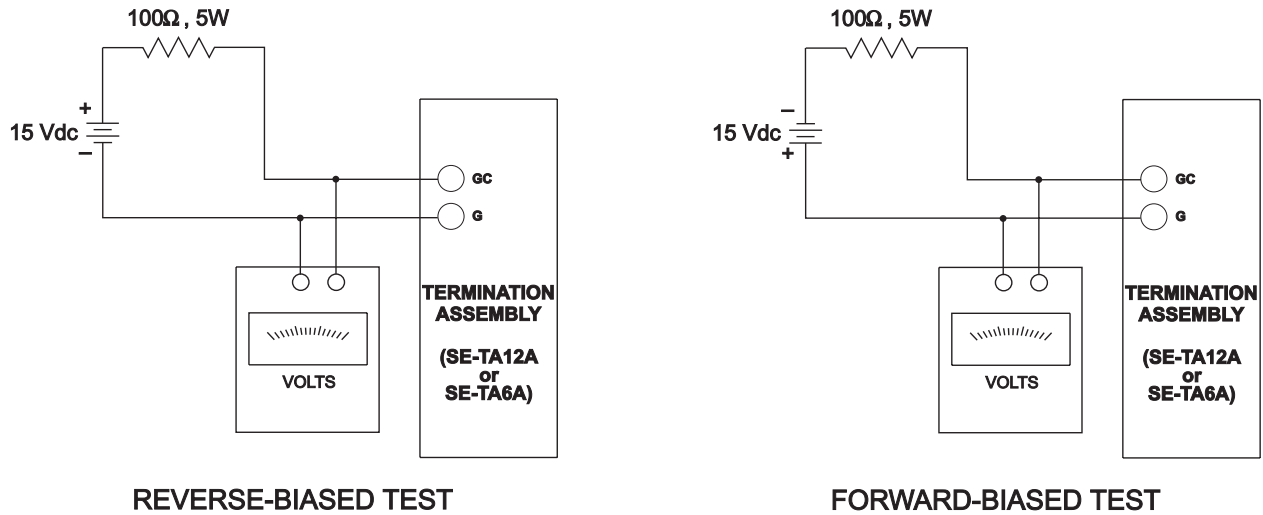 100Ω , 5W
+
15 Vdc
–
GC
G
TERMINATION
ASSEMBLY
(SE-TA12A
or
SE-TA6A)
VOLTS
REVERSE-BIASED TEST
100Ω , 5W
–
15 Vdc
+
GC
G
TERMINATION
ASSEMBLY
(SE-TA12A
or
SE-TA6A)
VOLTS
FORWARD-BIASED TEST